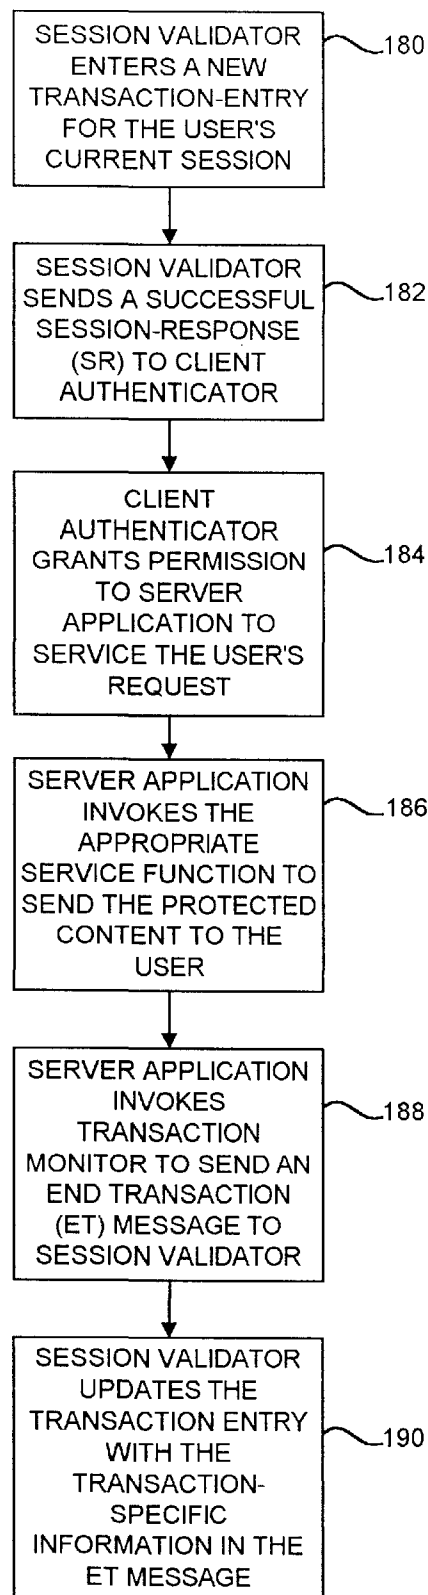 SESSION VALIDATOR
ENTERS A NEW
TRANSACTION-ENTRY
FOR THE USER'S
CURRENT SESSION
180
SESSION VALIDATOR
SENDS A SUCCESSFUL
SESSION-RESPONSE
(SR) TO CLIENT
AUTHENTICATOR
182
CLIENT
AUTHENTICATOR
GRANTS PERMISSION
TO SERVER
APPLICATION TO
SERVICE THE USER'S
REQUEST
184
SERVER APPLICATION
INVOKES THE
APPROPRIATE
SERVICE FUNCTION TO
SEND THE PROTECTED
CONTENT TO THE
USER
186
SERVER APPLICATION
INVOKES
TRANSACTION
MONITOR TO SEND AN
END TRANSACTION
(ET) MESSAGE TO
SESSION VALIDATOR
188
SESSION VALIDATOR
UPDATES THE
TRANSACTION ENTRY
WITH THE
TRANSACTION-
SPECIFIC
INFORMATION IN THE
ET MESSAGE
190